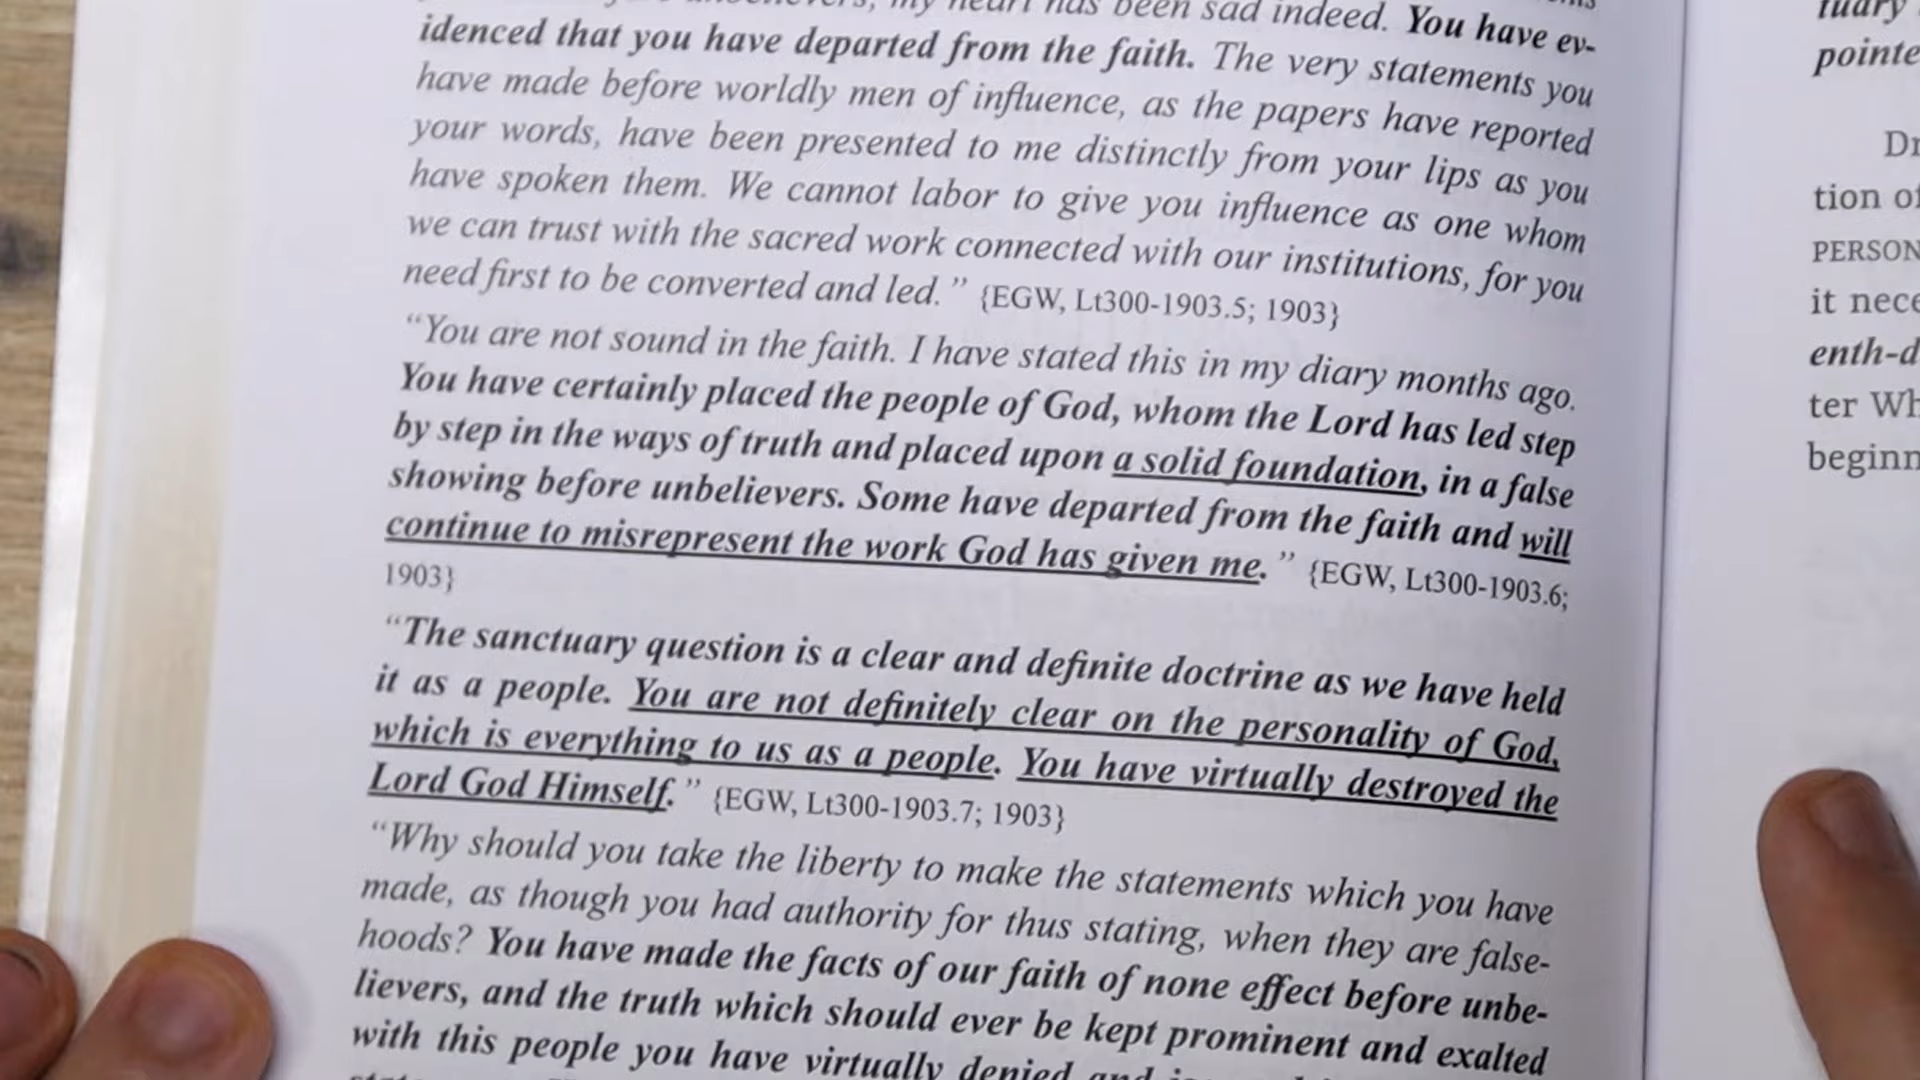 my heart has been sad indeed. You have ev-
idenced that you have departed from the faith. The very statements you
have made before worldly men of influence, as the papers have reported
your words, have been presented to me distinctly from your lips as you
have spoken them. We cannot labor to give you influence as one whom
we can trust with the sacred work connected with our institutions, for you
need first to be converted and led.” {EGW, Lt300-1903.5; 1903}
“You are not sound in the faith. I have stated this in my diary months ago.
You have certainly placed the people of God, whom the Lord has led step
by step in the ways of truth and placed upon a solid foundation, in a false
showing before unbelievers. Some have departed from the faith and will
continue to misrepresent the work God has given me.” {EGW, Lt300-1903.6;
1903}
“The sanctuary question is a clear and definite doctrine as we have held
it as a people. You are not definitely clear on the personality of God,
which is everything to us as a people. You have virtually destroyed the
Lord God Himself.” {EGW, Lt300-1903.7; 1903}
“Why should you take the liberty to make the statements which you have
made, as though you had authority for thus stating, when they are false-
hoods? You have made the facts of our faith of none effect before unbe-
lievers, and the truth which should ever be kept prominent and exalted
with this people you have virtually denied and
tuary
pointe
Dr
tion of
PERSON
it nece
enth-d
ter Wh
beginn